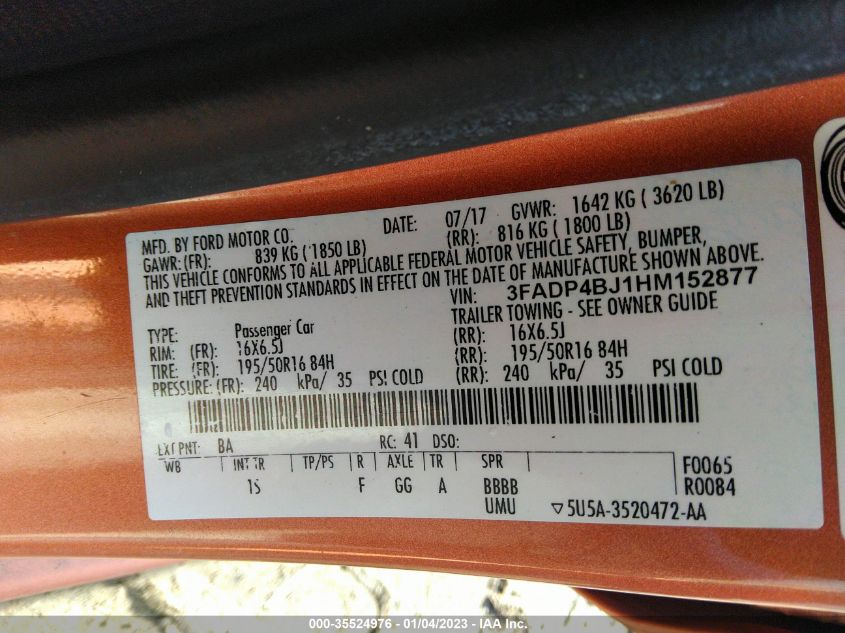 MFD. BY FORD MOTOR CO. DATE: 07/17 GVWR: 1642 KG ( 3620 LB)
GAWR: (FR): 839 KG (1850 LB) (RR): 816 KG ( 1800 LB)
THIS VEHICLE CONFORMS TO ALL APPLICABLE FEDERAL MOTOR VEHICLE SAFETY, BUMPER,
AND THEFT PREVENTION STANDARDS IN EFFECT ON THE DATE OF MANUFACTURE SHOWN ABOVE.
VIN: 3FADP4BJ1HM152877
TYPE: Passenger Car TRAILER TOWING - SEE OWNER GUIDE
RIM: (FR): 16X6.5J (RR): 16X6.5J
TIRE: (FR): 195/50R16 84H (RR): 195/50R16 84H
PRESSURE: (FR): 240 kPa/ 35 PSI COLD (RR): 240 kPa/ 35 PSI COLD
EXT PNT: BA RC: 41 DSO:
WB INT TR TP/PS R AXLE TR SPR F0065
1S F GG A BBBB R0084
UMU ▽5U5A-3520472-AA
000-35524976 - 01/04/2023 - IAA Inc.